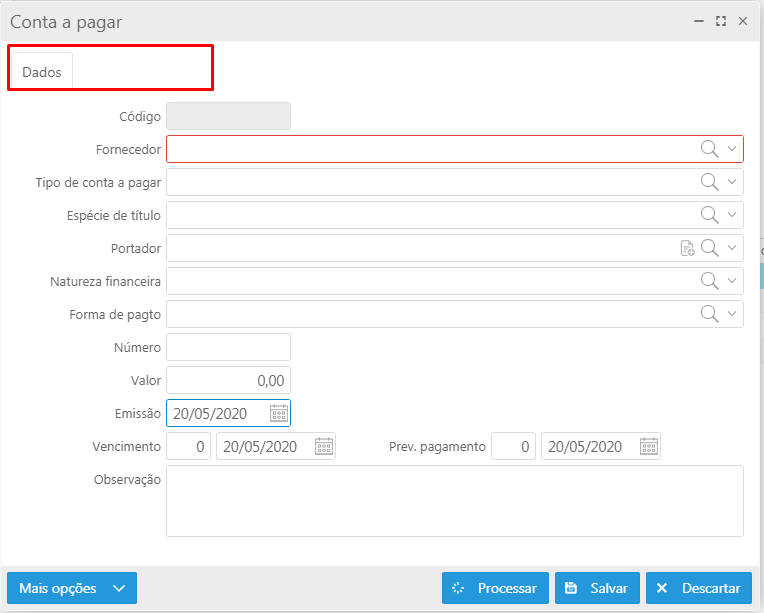 Conta a pagar
Dados
Código
Fornecedor
Tipo de conta a pagar
Espécie de título
Portador
Natureza financeira
Forma de pagto
Número
Valor 0,00
Emissão 20/05/2020
Vencimento 0 20/05/2020 Prev. pagamento 0 20/05/2020
Observação
Mais opções Processar Salvar Descartar